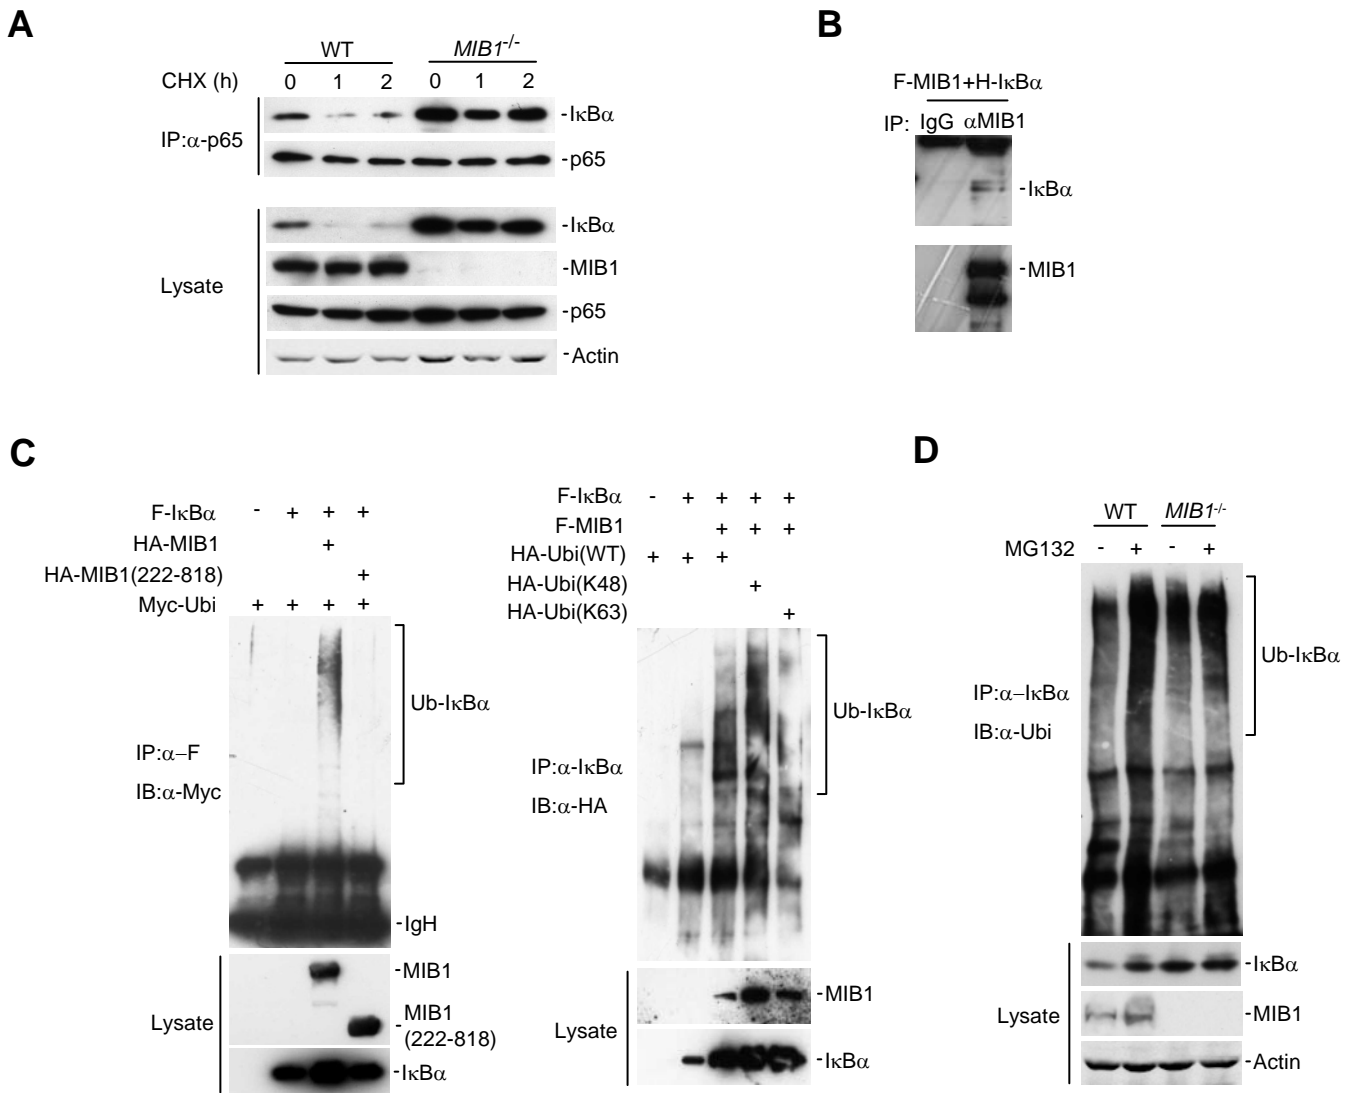 A
WT MIB1-/-
CHX (h) 0 1 2 0 1 2
IP:α-p65
-IκBα
-p65
Lysate
-IκBα
-MIB1
-p65
-Actin
B
F-MIB1+H-IκBα
IP: IgG αMIB1
-IκBα
-MIB1
C
F-IκBα - + + +
HA-MIB1 +
HA-MIB1(222-818) +
Myc-Ubi + + + +
Ub-IκBα
IP:α–F
IB:α-Myc
-IgH
Lysate
-MIB1
-MIB1
(222-818)
-IκBα
F-IκBα - + + + +
F-MIB1 + + +
HA-Ubi(WT) + + +
HA-Ubi(K48) +
HA-Ubi(K63) +
Ub-IκBα
IP:α-IκBα
IB:α-HA
Lysate
-MIB1
-IκBα
D
WT MIB1-/-
MG132 - + - +
Ub-IκBα
IP:α–IκBα
IB:α-Ubi
Lysate
-IκBα
-MIB1
-Actin